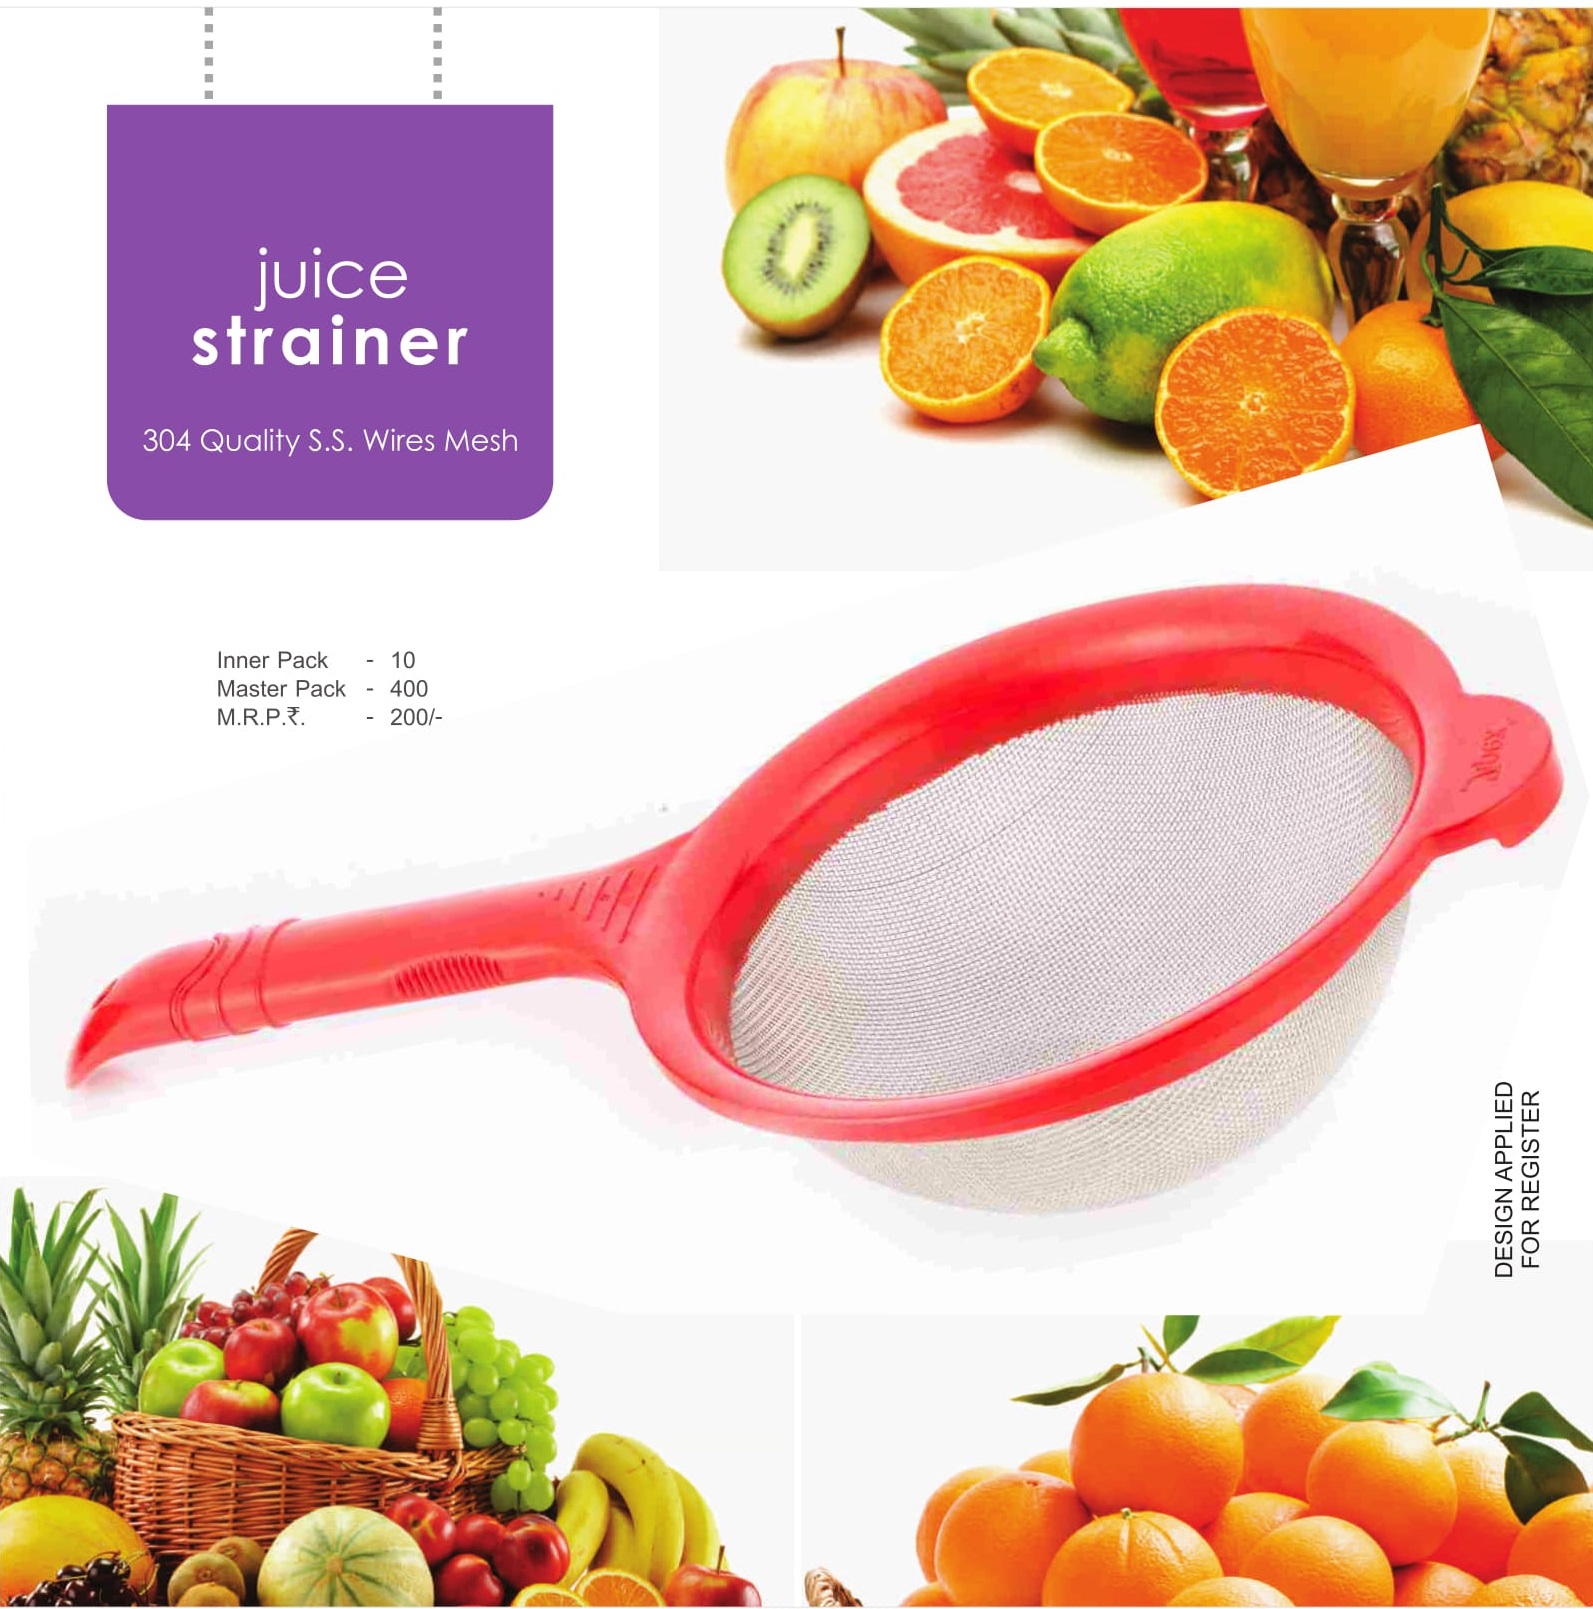 juice
strainer
304 Quality S.S. Wires Mesh
Inner Pack - 10
Master Pack - 400
M.R.P.₹. - 200/-
DESIGN APPLIED
FOR REGISTER